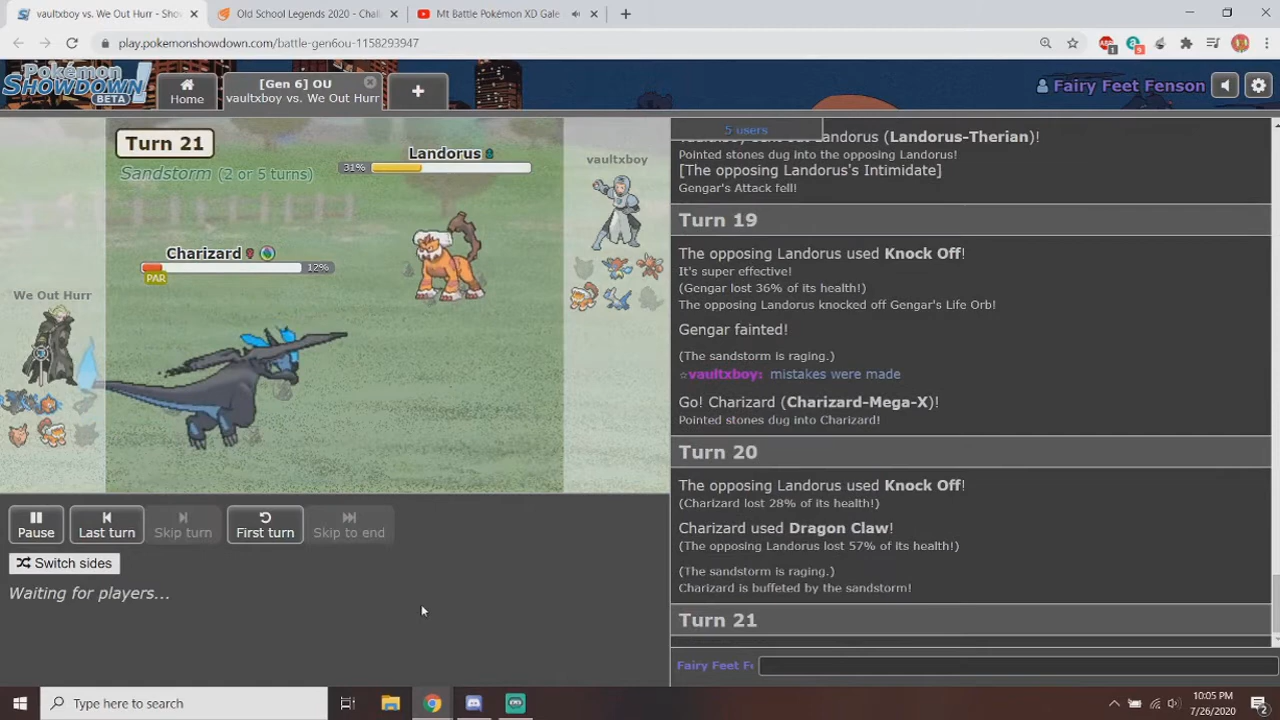 vaultxboy vs. We Out Hurr - Sho
Old School Legends 2020 - Chal
Mt Battle Pokémon XD Gale
play.pokemonshowdown.com/battle-gen6ou-1158293947
1
9
Pokémon
SHOWDOWN!
BETA
Home
[Gen 6] OU
vaultxboy vs. We Out Hurr
Fairy Feet Fenson
Turn 21
Sandstorm (2 or 5 turns)
Landorus
31%
Charizard
12%
PAR
vaultxboy
We Out Hurr
5 users
Landorus (Landorus-Therian)!
Pointed stones dug into the opposing Landorus!
[The opposing Landorus's Intimidate]
Gengar's Attack fell!
Turn 19
The opposing Landorus used Knock Off!
It's super effective!
(Gengar lost 36% of its health!)
The opposing Landorus knocked off Gengar's Life Orb!
Gengar fainted!
(The sandstorm is raging.)
☆vaultxboy: mistakes were made
Go! Charizard (Charizard-Mega-X)!
Pointed stones dug into Charizard!
Turn 20
The opposing Landorus used Knock Off!
(Charizard lost 28% of its health!)
Charizard used Dragon Claw!
(The opposing Landorus lost 57% of its health!)
(The sandstorm is raging.)
Charizard is buffeted by the sandstorm!
Turn 21
Pause
Last turn
Skip turn
First turn
Skip to end
Switch sides
Waiting for players...
Fairy Feet Fe
Type here to search
10:05 PM
7/26/2020
2